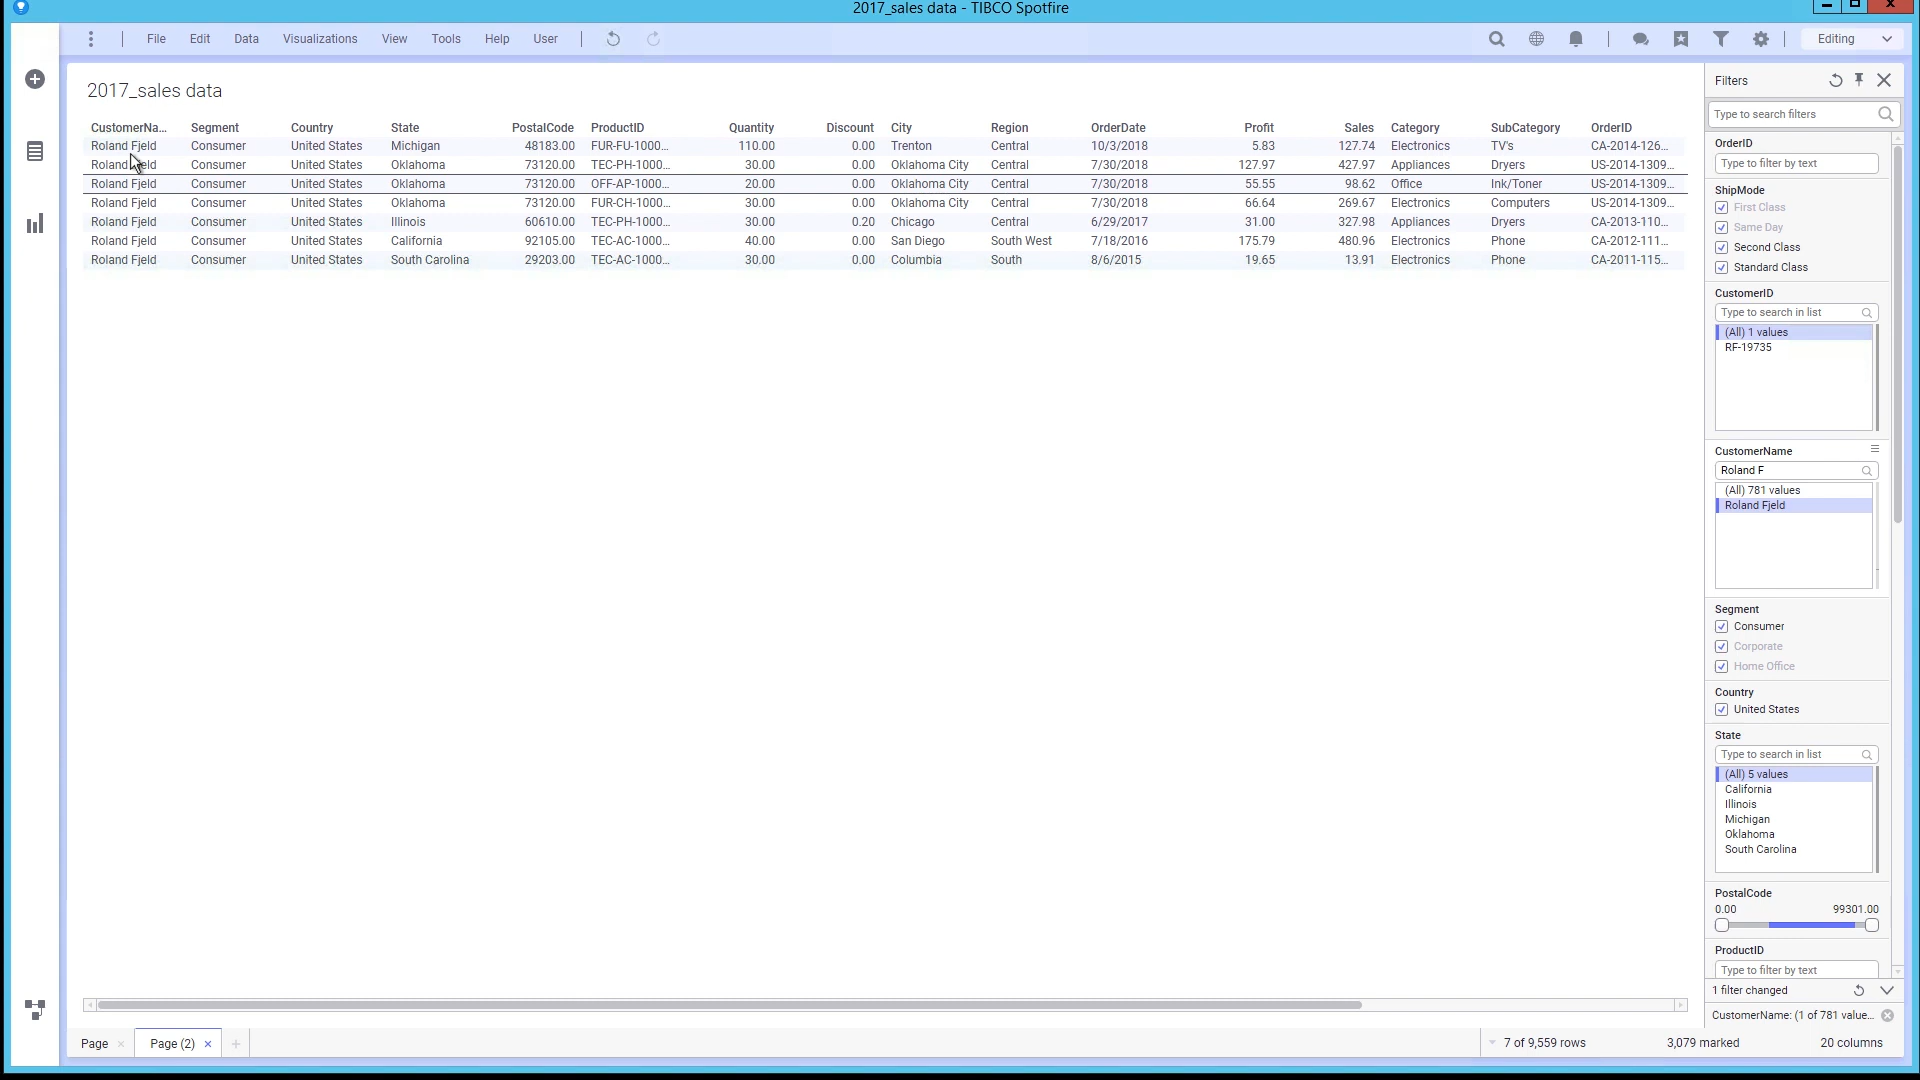 2017_sales data - TIBCO Spotfire
File Edit Data Visualizations View Tools Help User Editing
2017_sales data
CustomerNa... Segment Country State PostalCode ProductID Quantity Discount City Region OrderDate Profit Sales Category SubCategory OrderID
Roland Fjeld Consumer United States Michigan 48183.00 FUR-FU-1000... 110.00 0.00 Trenton Central 10/3/2018 5.83 127.74 Electronics TV's CA-2014-126...
Roland Fjeld Consumer United States Oklahoma 73120.00 TEC-PH-1000... 30.00 0.00 Oklahoma City Central 7/30/2018 127.97 427.97 Appliances Dryers US-2014-1309...
Roland Fjeld Consumer United States Oklahoma 73120.00 OFF-AP-1000... 20.00 0.00 Oklahoma City Central 7/30/2018 55.55 98.62 Office Ink/Toner US-2014-1309...
Roland Fjeld Consumer United States Oklahoma 73120.00 FUR-CH-1000... 30.00 0.00 Oklahoma City Central 7/30/2018 66.64 269.67 Electronics Computers US-2014-1309...
Roland Fjeld Consumer United States Illinois 60610.00 TEC-PH-1000... 30.00 0.20 Chicago Central 6/29/2017 31.00 327.98 Appliances Dryers CA-2013-110...
Roland Fjeld Consumer United States California 92105.00 TEC-AC-1000... 40.00 0.00 San Diego South West 7/18/2016 175.79 480.96 Electronics Phone CA-2012-111...
Roland Fjeld Consumer United States South Carolina 29203.00 TEC-AC-1000... 30.00 0.00 Columbia South 8/6/2015 19.65 13.91 Electronics Phone CA-2011-115...
Filters
Type to search filters
OrderID
Type to filter by text
ShipMode
First Class
Same Day
Second Class
Standard Class
CustomerID
Type to search in list
(All) 1 values
RF-19735
CustomerName
Roland F
(All) 781 values
Roland Fjeld
Segment
Consumer
Corporate
Home Office
Country
United States
State
Type to search in list
(All) 5 values
California
Illinois
Michigan
Oklahoma
South Carolina
PostalCode
0.00 99301.00
ProductID
Type to filter by text
1 filter changed
CustomerName: (1 of 781 value...
Page Page (2) 7 of 9,559 rows 3,079 marked 20 columns